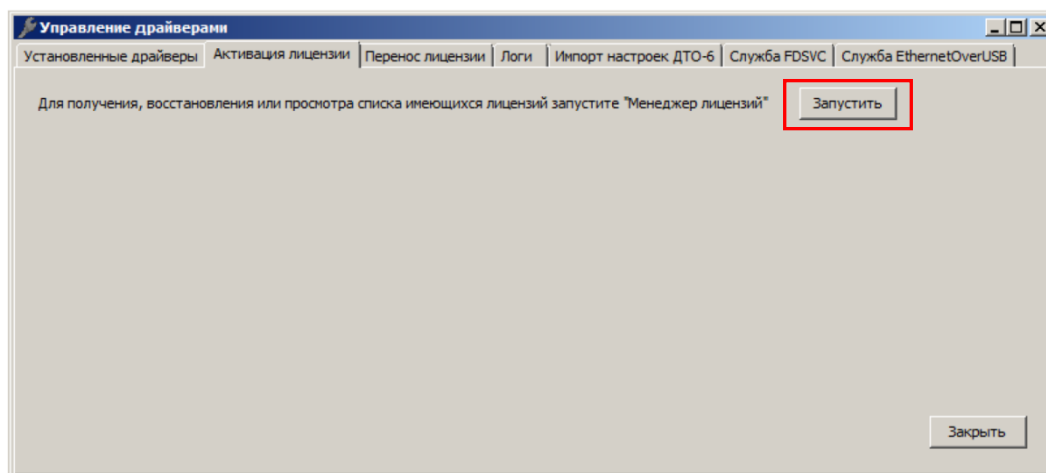 Управление драйверами
Установленные драйверы Активация лицензии Перенос лицензии Логи Импорт настроек ДТО-6 Служба FDSVC Служба EthernetOverUSB
Для получения, восстановления или просмотра списка имеющихся лицензий запустите "Менеджер лицензий" Запустить
Закрыть